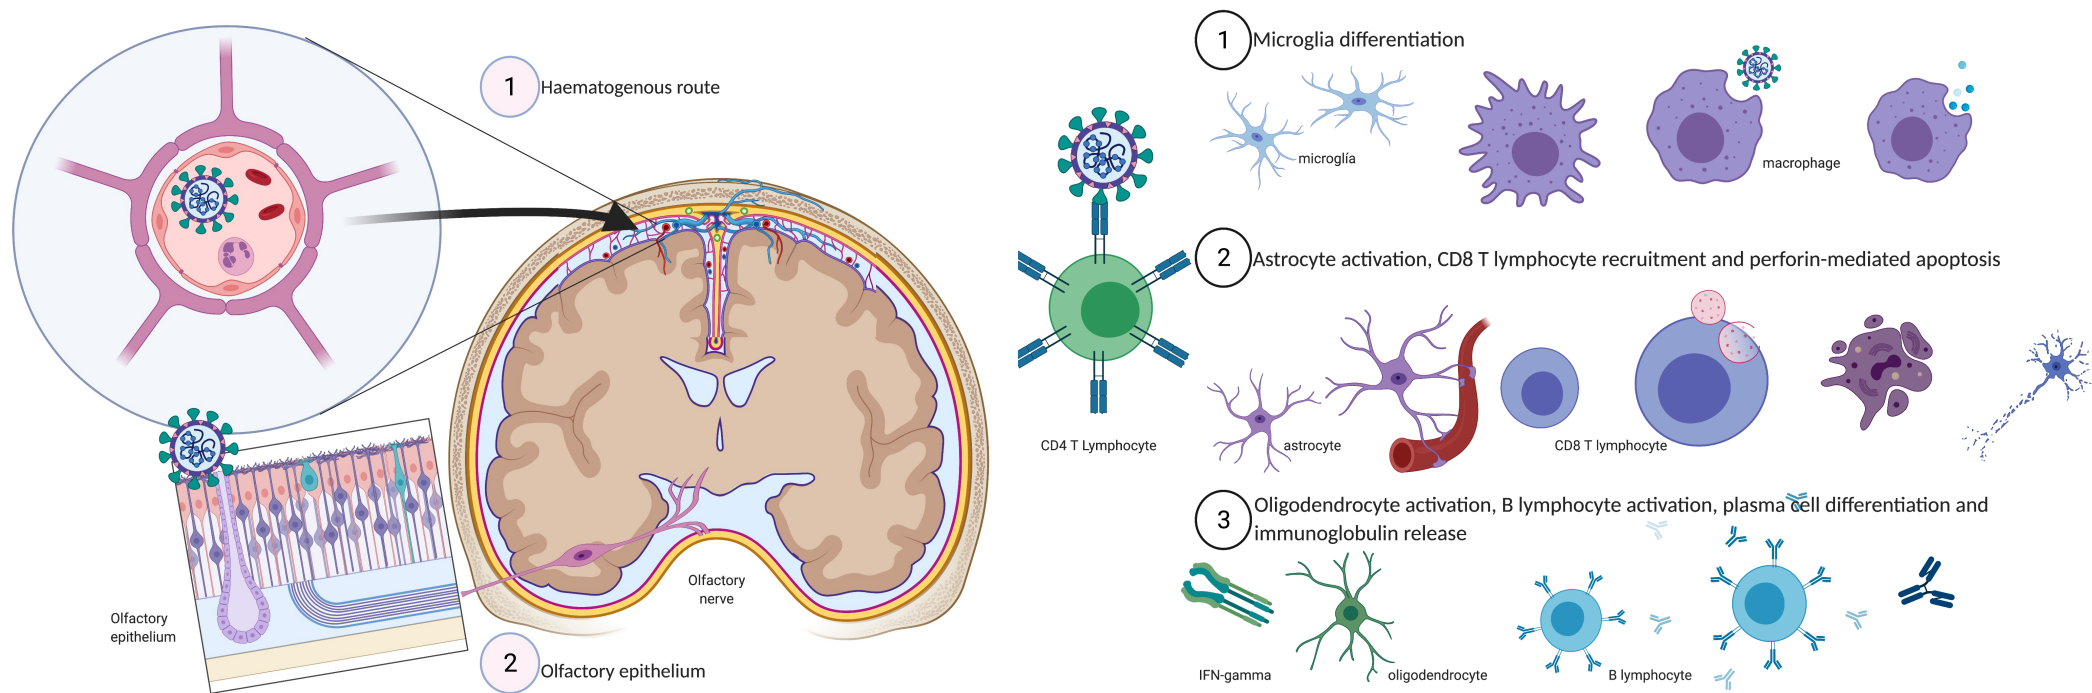 1
Haematogenous route
Olfactory
epithelium
Olfactory
nerve
2
Olfactory epithelium
CD4 T Lymphocyte
1
Microglia differentiation
microglía
macrophage
2
Astrocyte activation, CD8 T lymphocyte recruitment and perforin-mediated apoptosis
astrocyte
CD8 T lymphocyte
3
Oligodendrocyte activation, B lymphocyte activation, plasma cell differentiation and
immunoglobulin release
IFN-gamma
oligodendrocyte
B lymphocyte